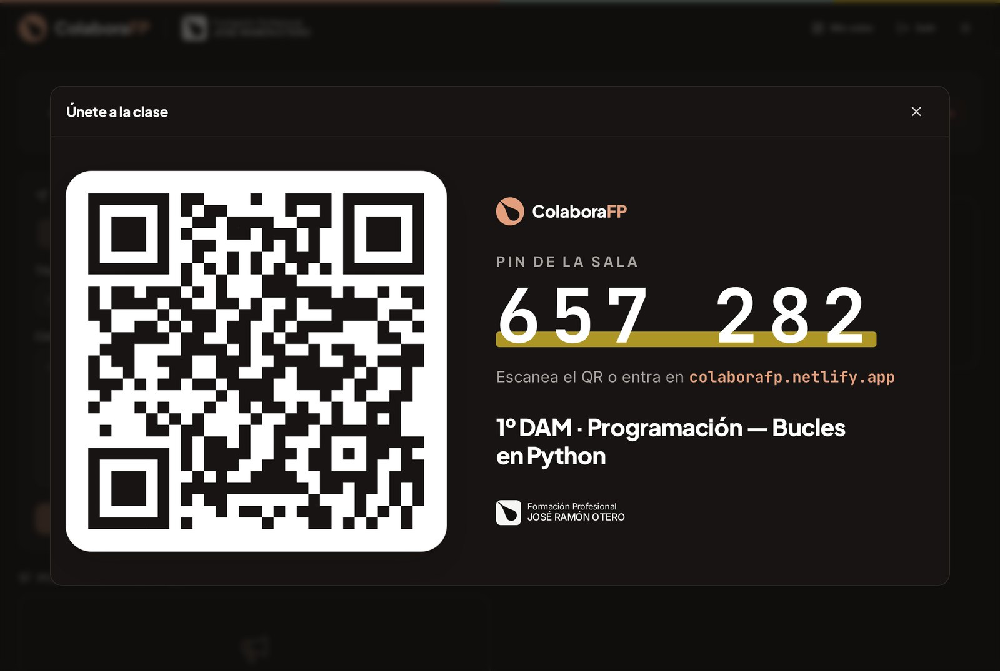 ColaboraFP
Únete a la clase
ColaboraFP
PIN DE LA SALA
657 282
Escanea el QR o entra en colaborafp.netlify.app
1º DAM · Programación — Bucles
en Python
Formación Profesional
JOSÉ RAMÓN OTERO